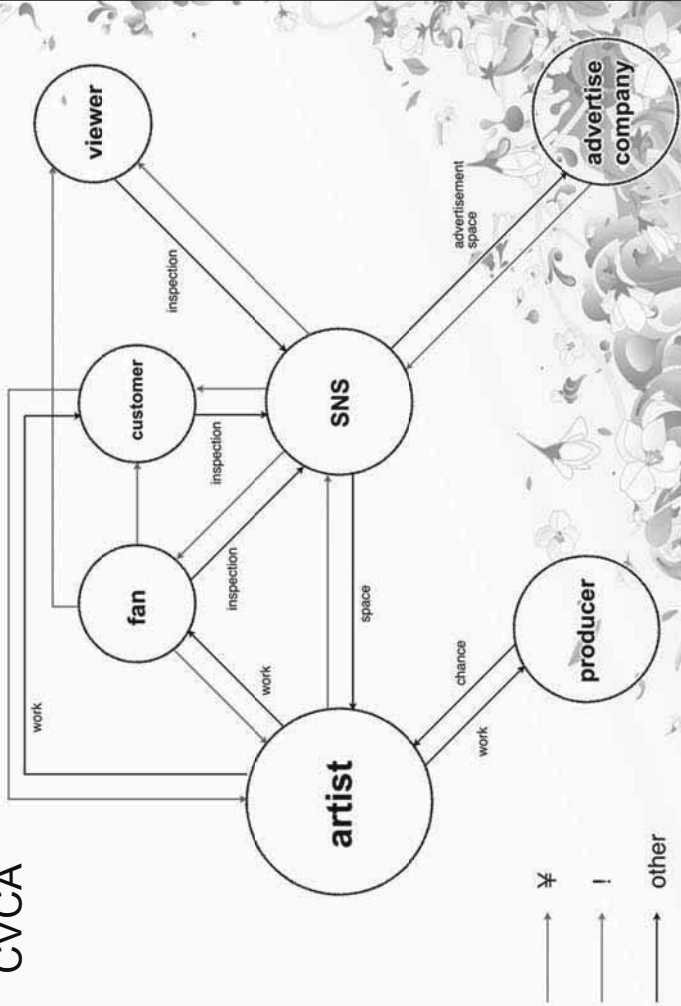 CVCA
work
viewer
customer
fan
inspection
inspection
inspection
work
artist
SNS
space
advertisement
space
chance
work
¥
!
producer
advertise
company
other